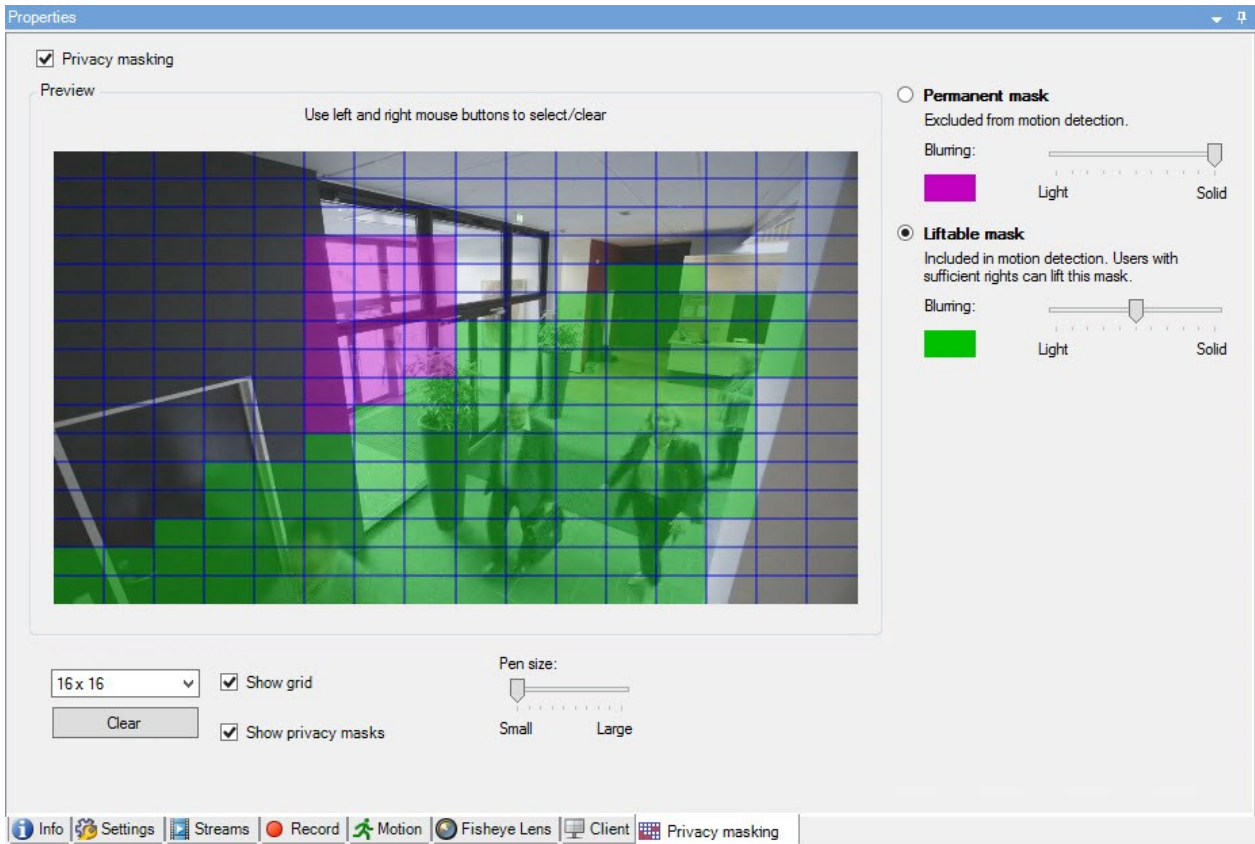 Properties
Privacy masking
Preview
Use left and right mouse buttons to select/clear
Permanent mask
Excluded from motion detection.
Blurring:
Light Solid
Liftable mask
Included in motion detection. Users with
sufficient rights can lift this mask.
Blurring:
Light Solid
16 x 16
Show grid
Pen size:
Clear
Show privacy masks
Small Large
Info Settings Streams Record Motion Fisheye Lens Client Privacy masking